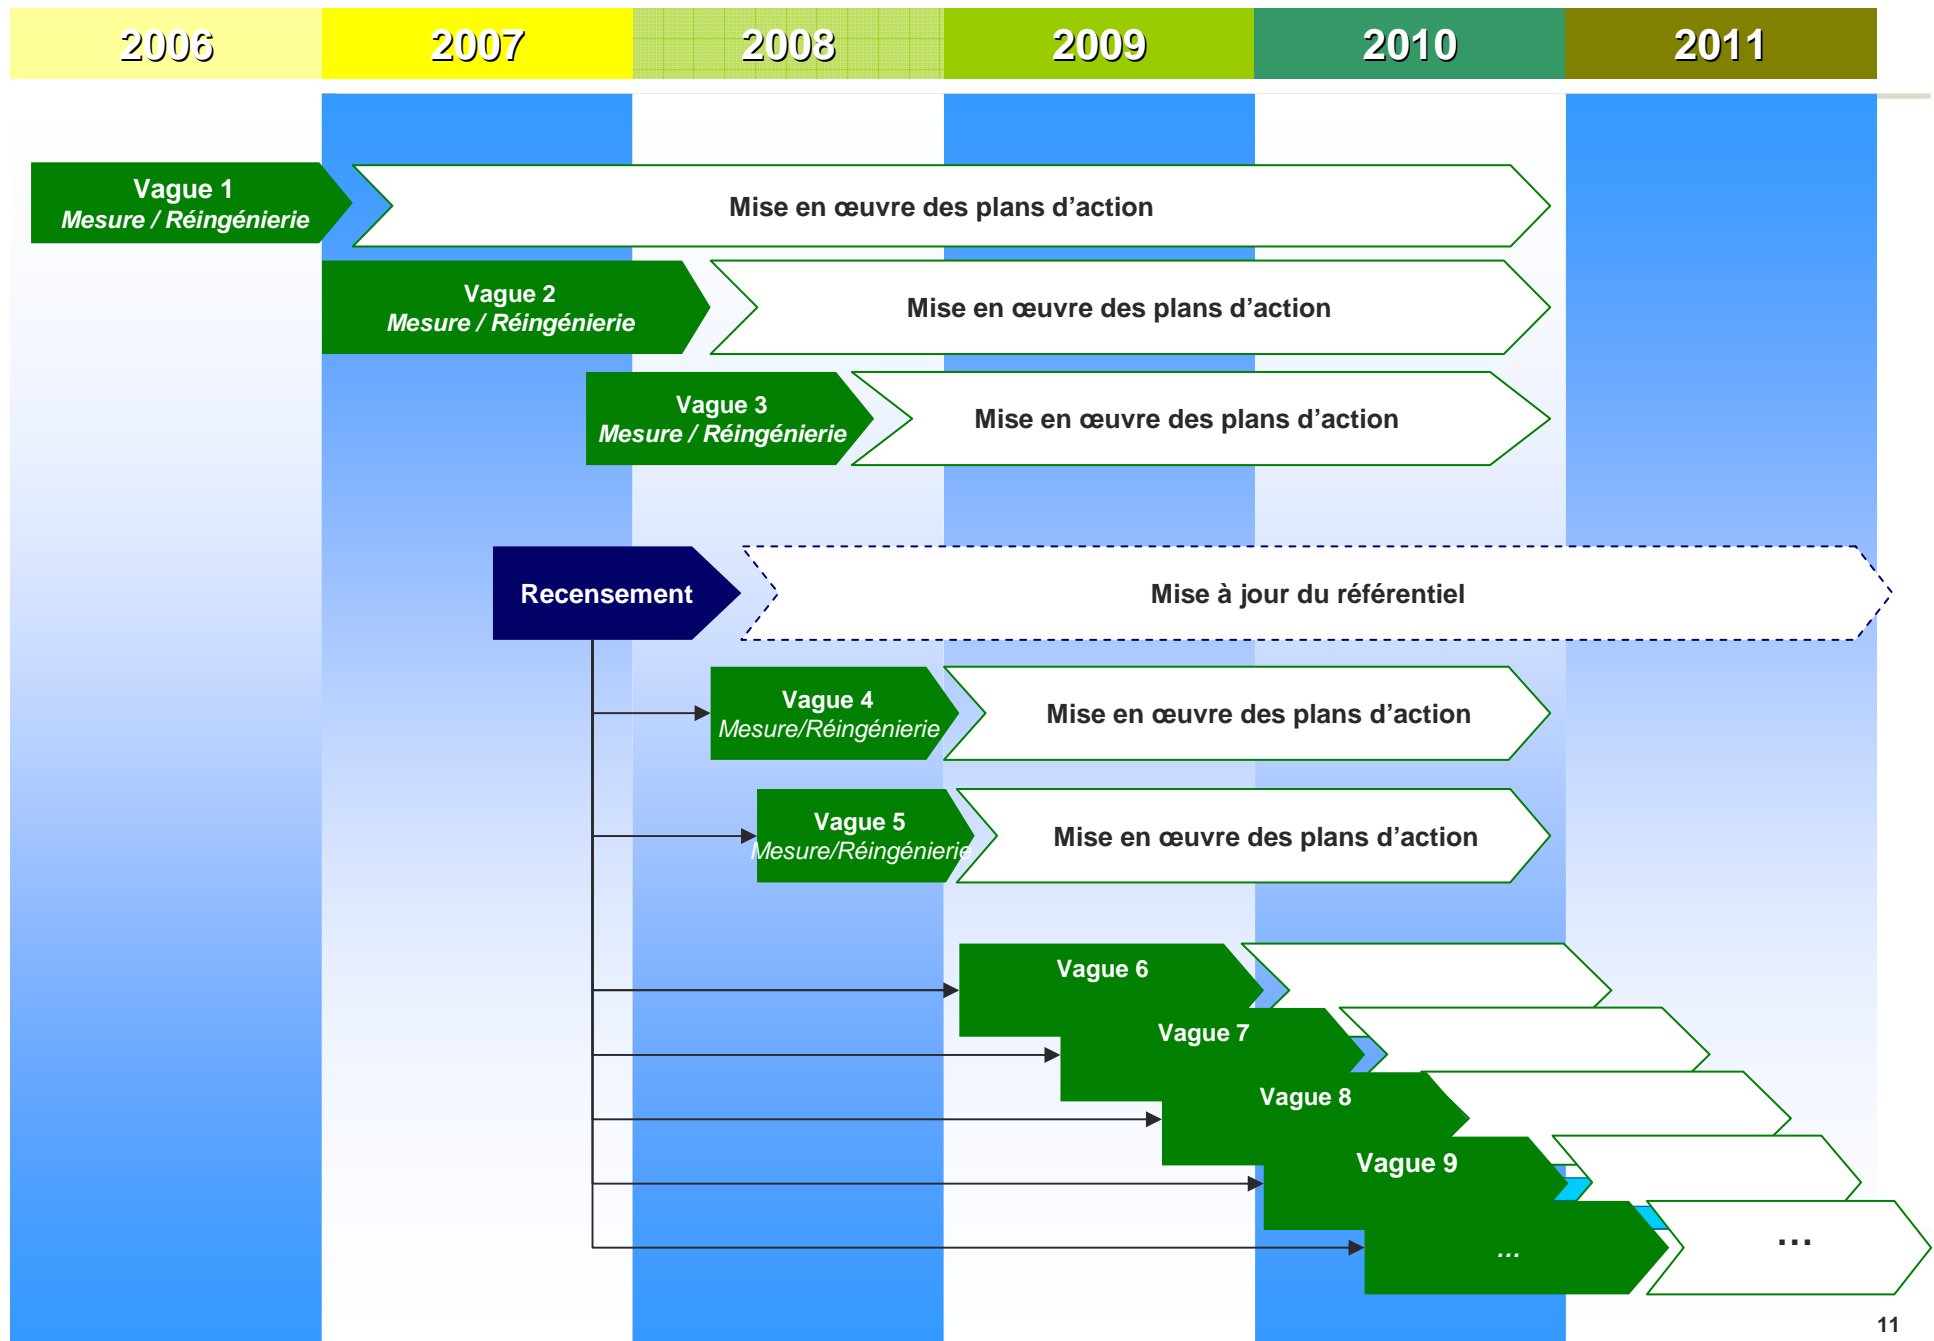 2006 2007 2008 2009 2010 2011
Vague 1
Mesure / Réingénierie
Mise en œuvre des plans d'action
Vague 2
Mesure / Réingénierie
Mise en œuvre des plans d'action
Vague 3
Mesure / Réingénierie
Mise en œuvre des plans d'action
Recensement
Mise à jour du référentiel
Vague 4
Mesure/Réingénierie
Mise en œuvre des plans d'action
Vague 5
Mesure/Réingénierie
Mise en œuvre des plans d'action
Vague 6
Vague 7
Vague 8
Vague 9
...
...
11